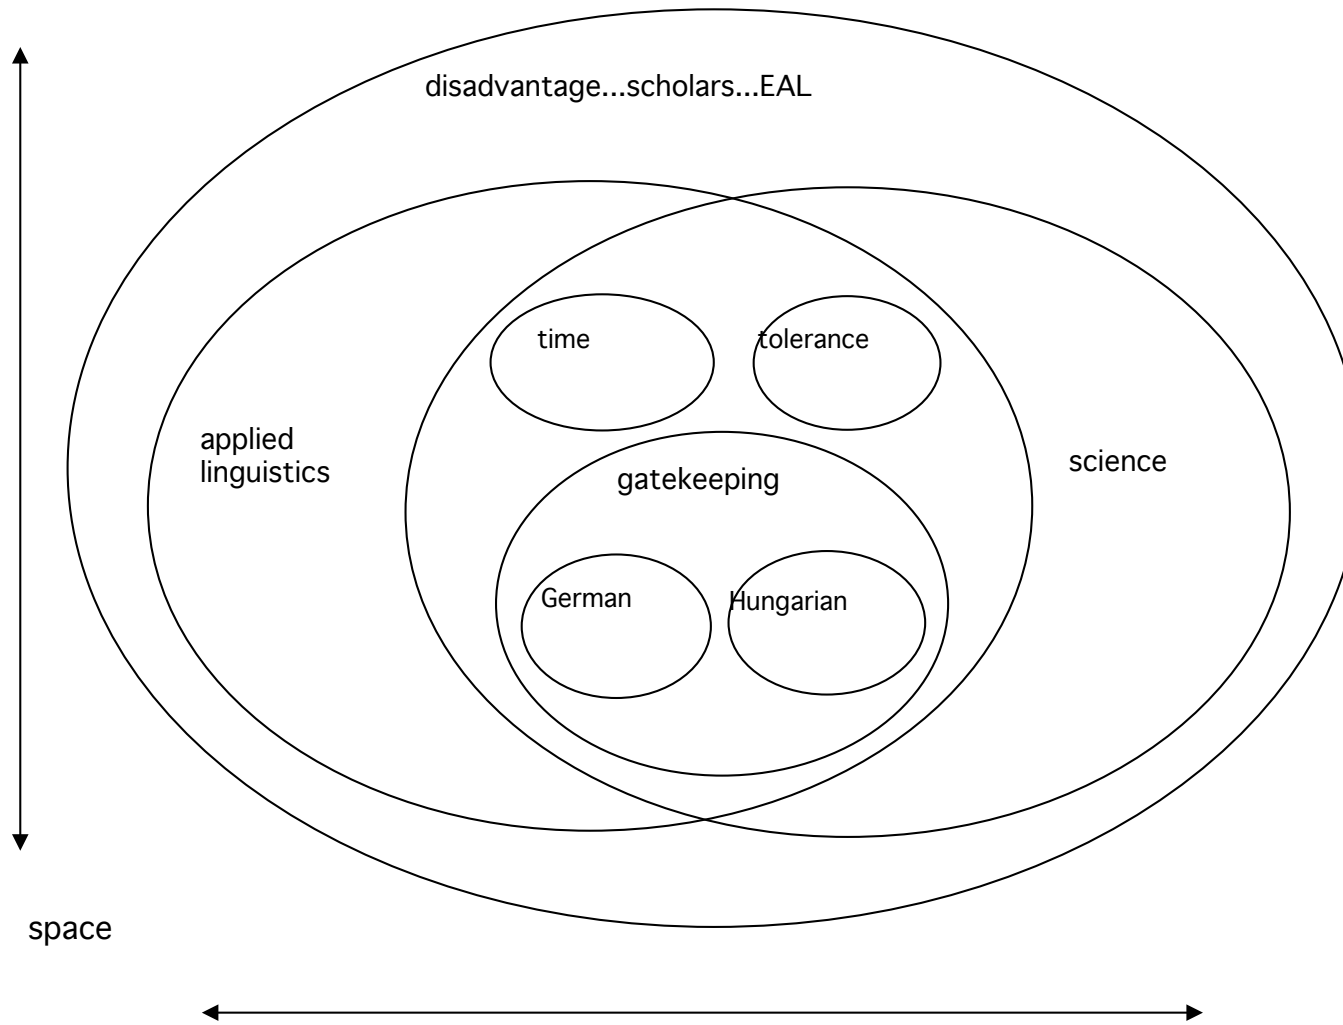 disadvantage...scholars...EAL
time
tolerance
applied
linguistics
science
gatekeeping
German
Hungarian
space